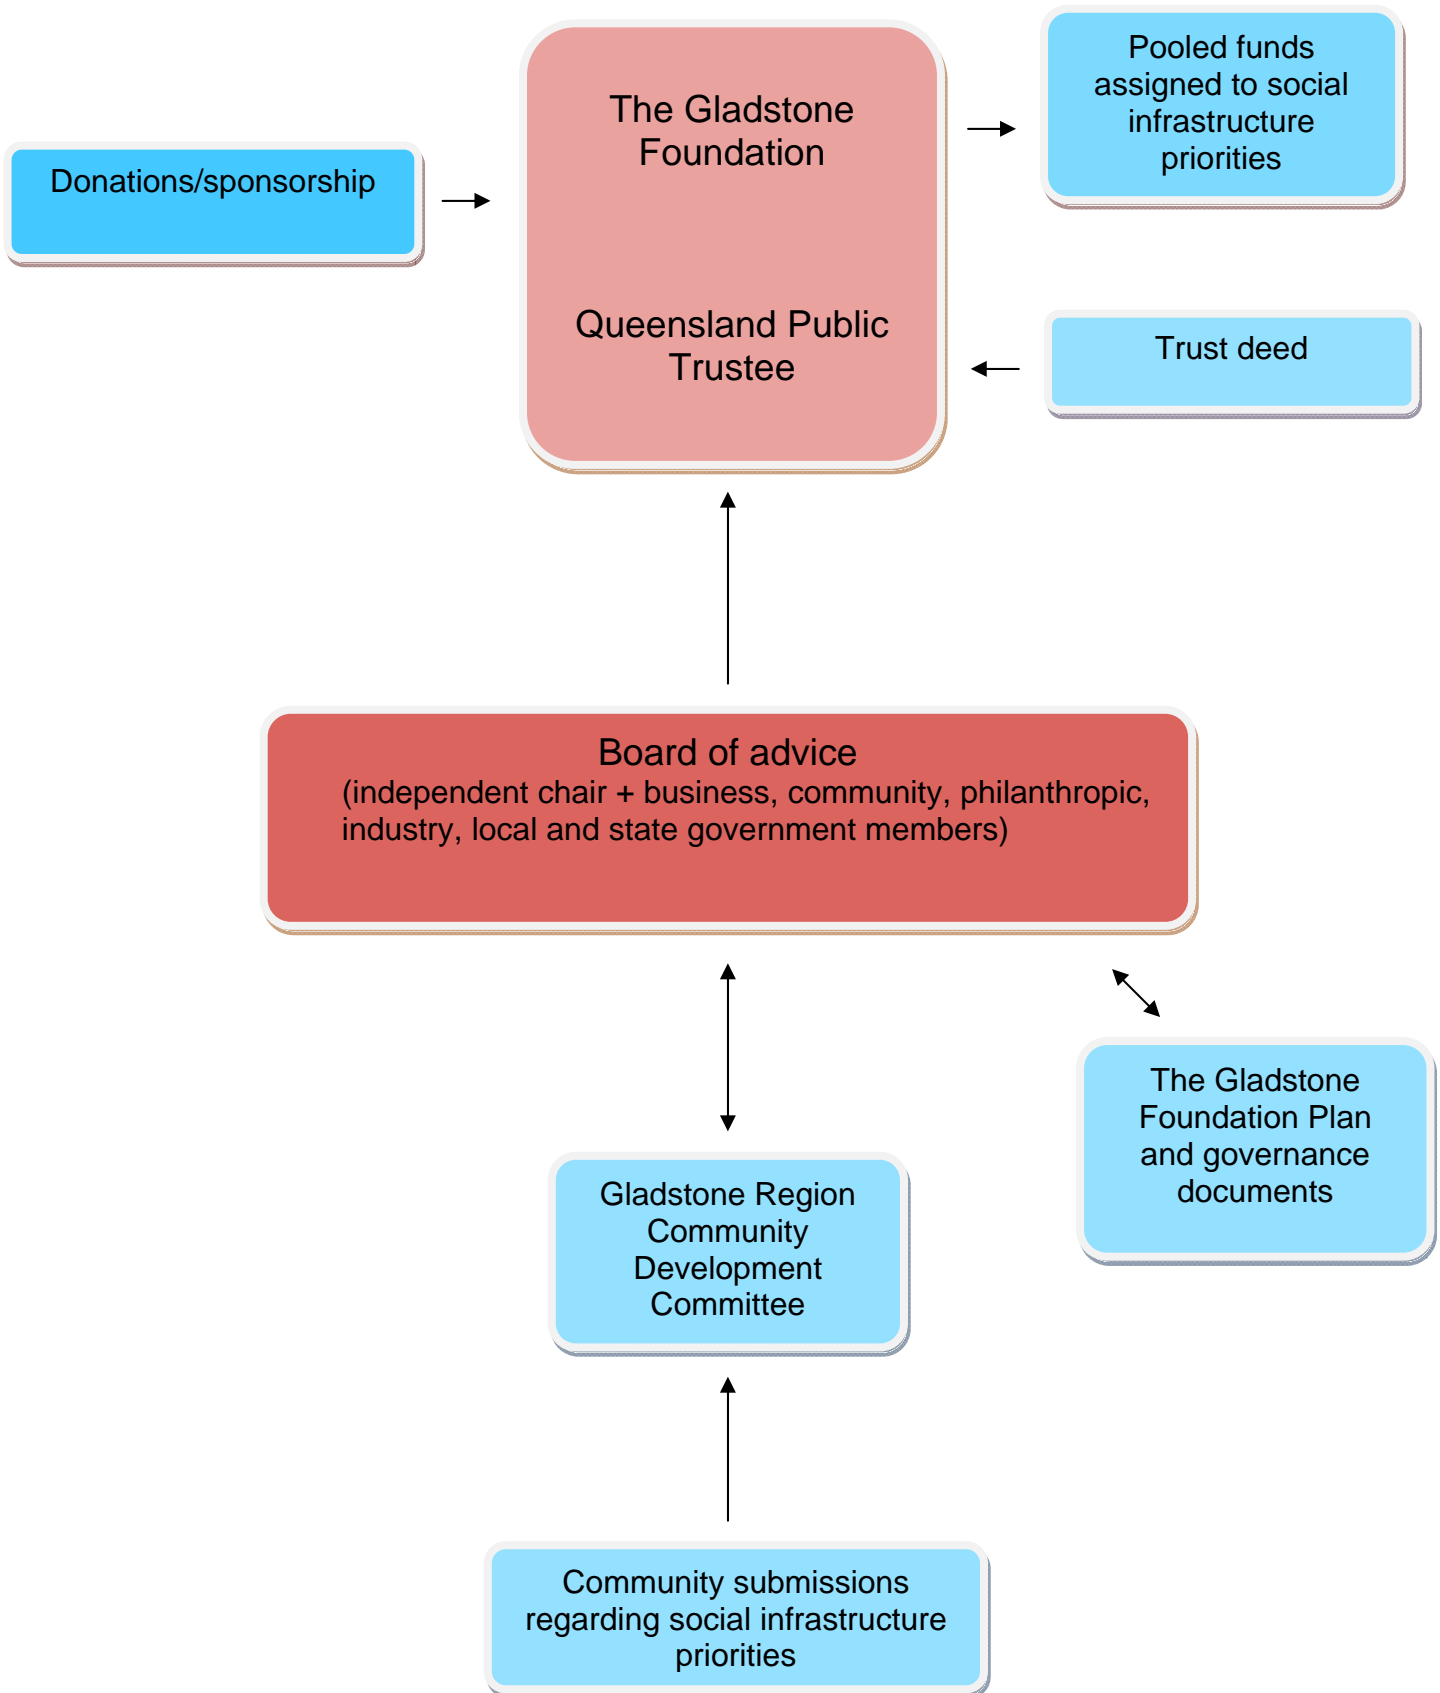 The Gladstone
Foundation
Pooled funds
assigned to social
infrastructure
priorities
Donations/sponsorship
Queensland Public
Trustee
Trust deed
Board of advice
(independent chair + business, community, philanthropic,
industry, local and state government members)
The Gladstone
Foundation Plan
and governance
documents
Gladstone Region
Community
Development
Committee
Community submissions
regarding social infrastructure
priorities